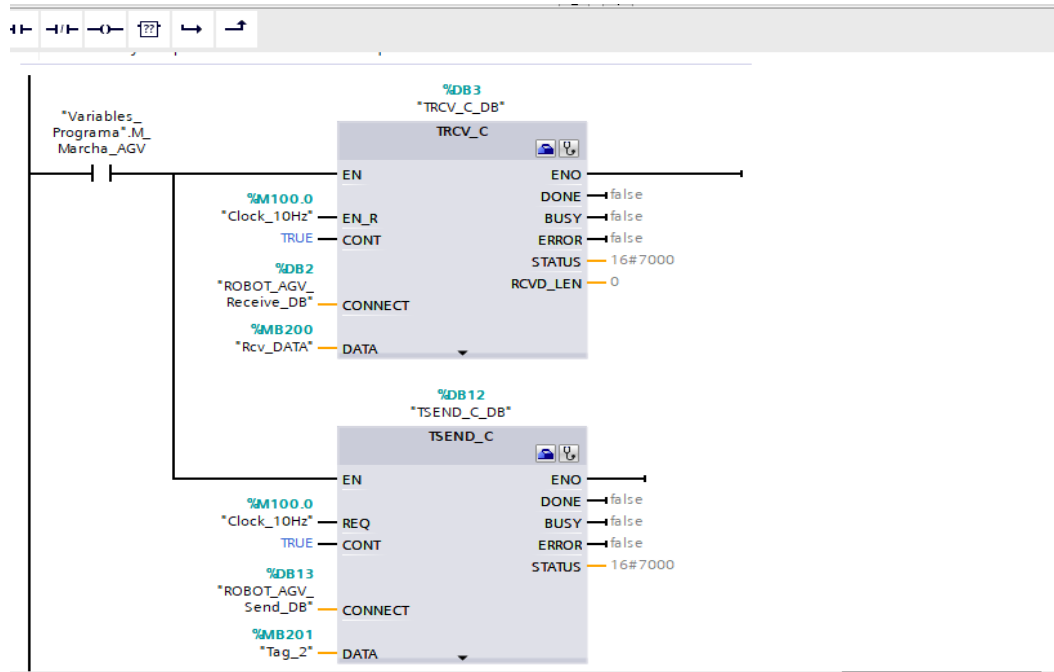 ??
%DB3
"TRCV_C_DB"
"Variables_
Programa".M_
Marcha_AGV
TRCV_C
EN
ENO
%M100.0
"Clock_10Hz"
EN_R
DONE
false
BUSY
false
TRUE
CONT
ERROR
false
STATUS
16#7000
%DB2
"ROBOT_AGV_
Receive_DB"
CONNECT
RCVD_LEN
0
%MB200
"Rcv_DATA"
DATA
%DB12
"TSEND_C_DB"
TSEND_C
EN
ENO
%M100.0
"Clock_10Hz"
REQ
DONE
false
BUSY
false
TRUE
CONT
ERROR
false
STATUS
16#7000
%DB13
"ROBOT_AGV_
Send_DB"
CONNECT
%MB201
"Tag_2"
DATA